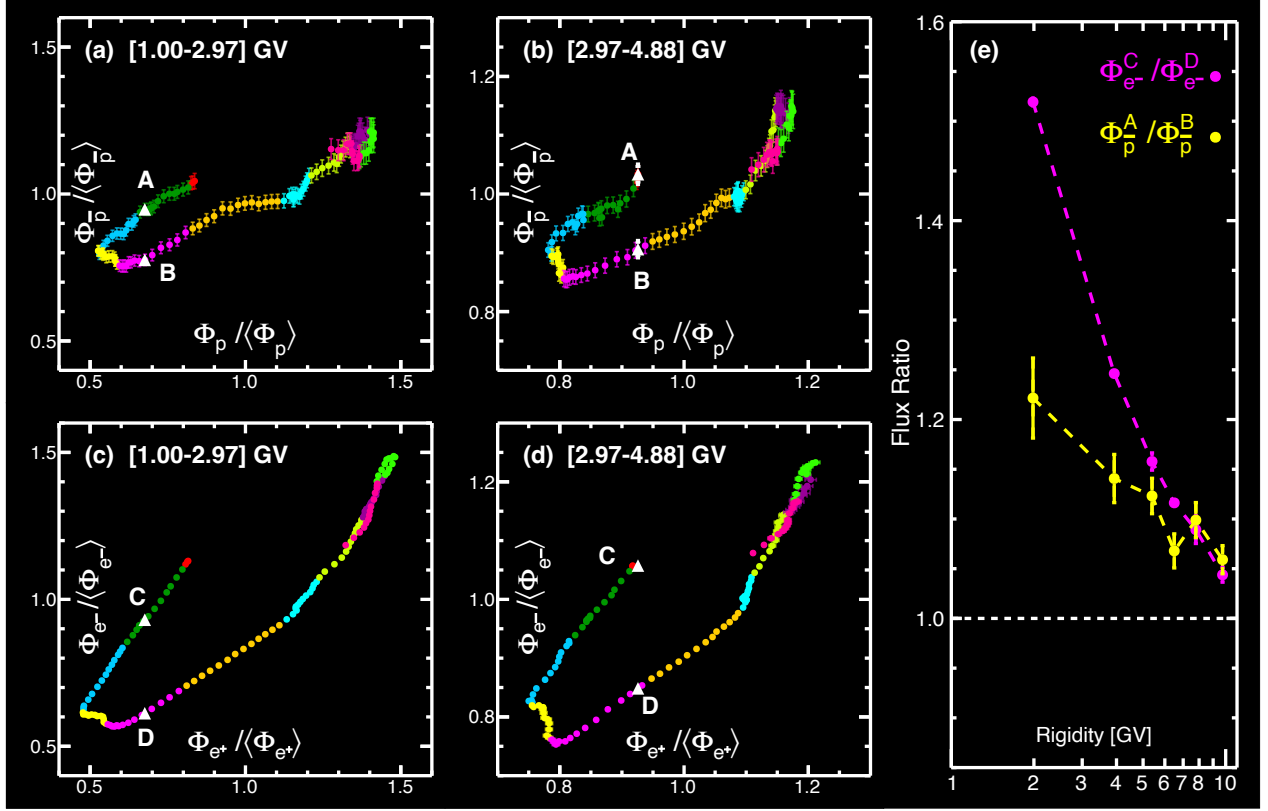 (a) [1.00-2.97] GV
1.5
1.0
0.5
Φp̅ /⟨Φp̅⟩
A
B
Φp /⟨Φp⟩
0.5 1.0 1.5
(b) [2.97-4.88] GV
1.2
1.0
0.8
Φp̅ /⟨Φp̅⟩
A
B
Φp /⟨Φp⟩
0.8 1.0 1.2
(c) [1.00-2.97] GV
1.5
1.0
0.5
Φe- /⟨Φe-⟩
C
D
Φe+ /⟨Φe+⟩
0.5 1.0 1.5
(d) [2.97-4.88] GV
1.2
1.0
0.8
Φe- /⟨Φe-⟩
C
D
Φe+ /⟨Φe+⟩
0.8 1.0 1.2
(e)
Φ^C e- /Φ^D e-
Φ^A p̅ /Φ^B p̅
1.6
1.4
1.2
1.0
Flux Ratio
Rigidity [GV]
1 2 3 4 5 6 7 8 10